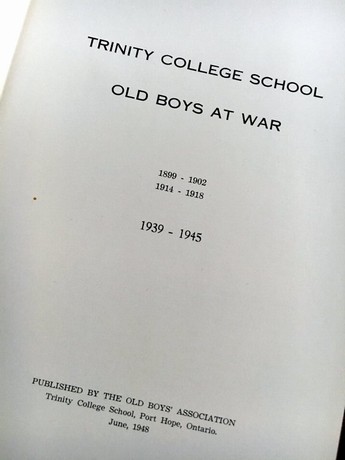 TRINITY COLLEGE SCHOOL
OLD BOYS AT WAR
1899 - 1902
1914 - 1918
1939 - 1945
PUBLISHED BY THE OLD BOYS' ASSOCIATION
Trinity College School, Port Hope, Ontario.
June, 1948